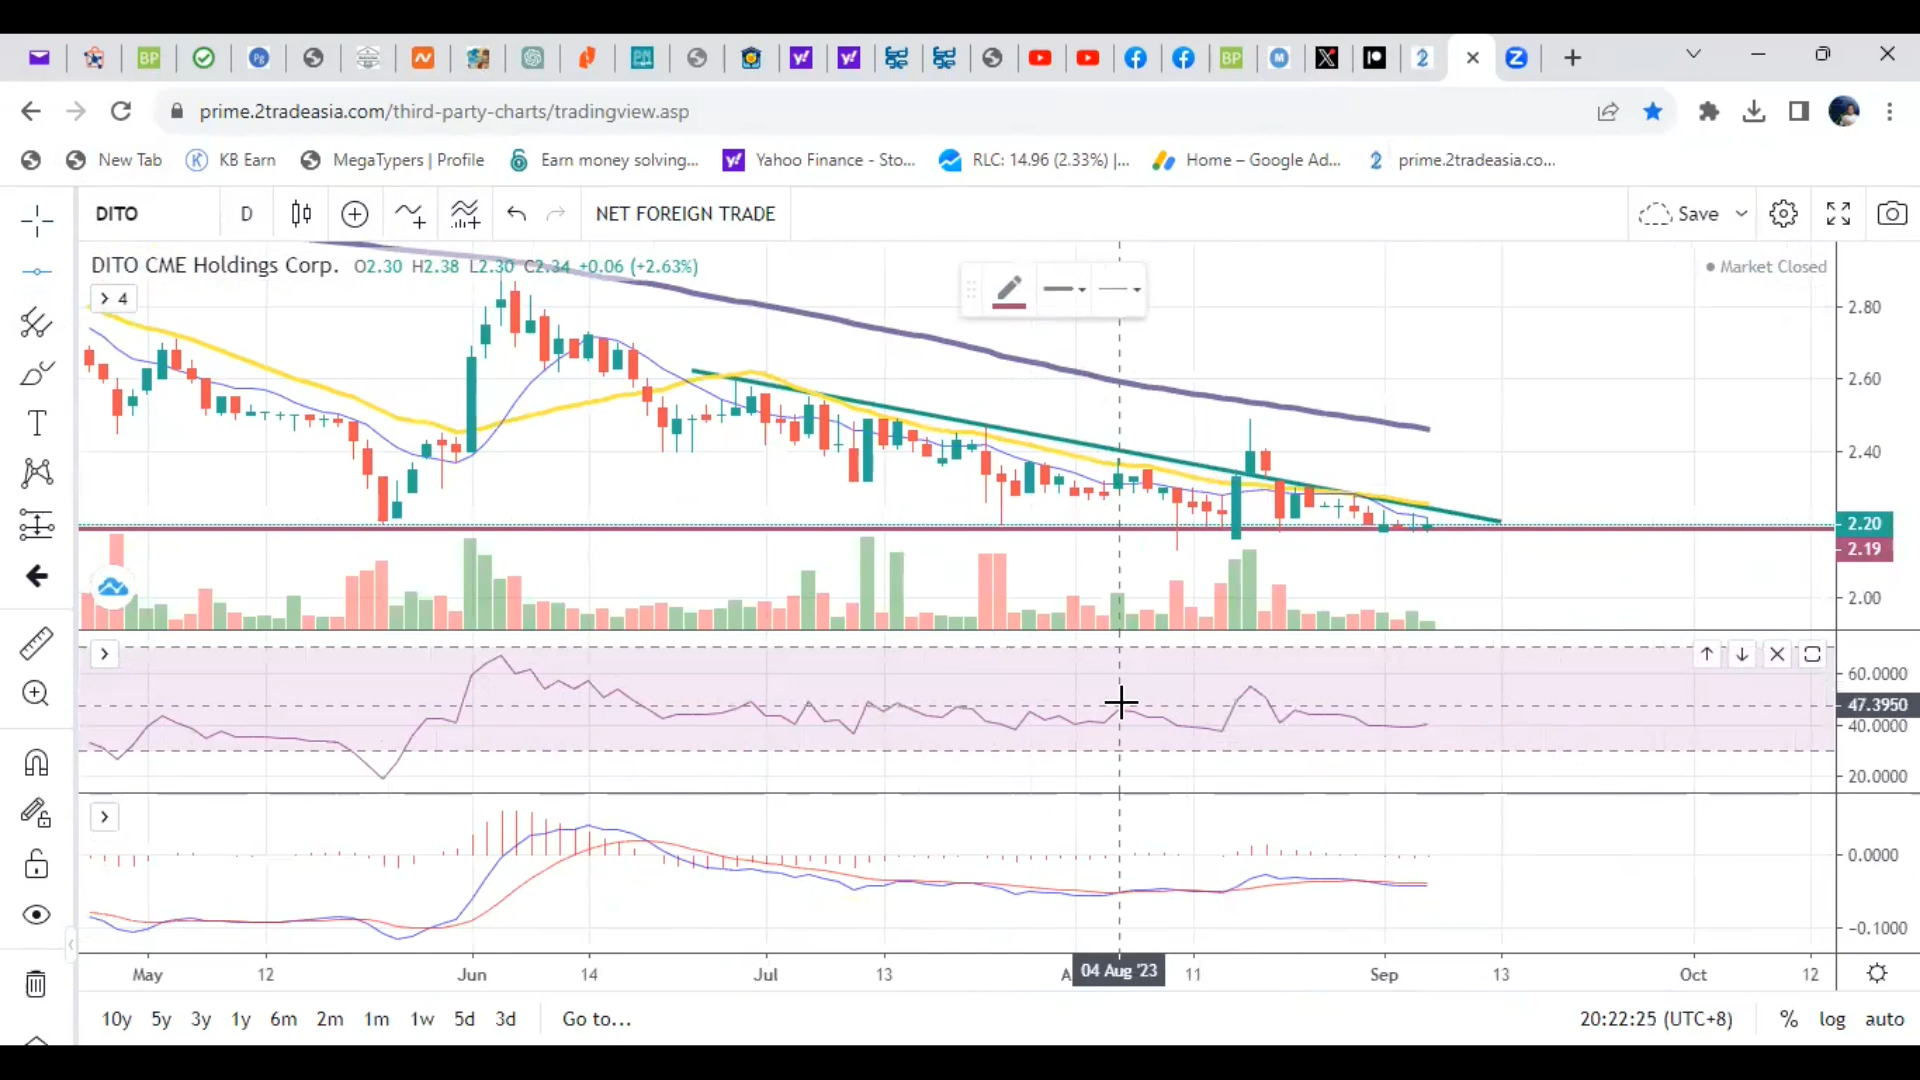 BP
Pg
BP
M
2
prime.2tradeasia.com/third-party-charts/tradingview.asp
New Tab
KB Earn
MegaTypers | Profile
Earn money solving...
Yahoo Finance - Sto...
RLC: 14.96 (2.33%) |...
Home – Google Ad...
prime.2tradeasia.co...
DITO
D
NET FOREIGN TRADE
Save
DITO CME Holdings Corp. O2.30 H2.38 L2.30 C2.34 +0.06 (+2.63%)
Market Closed
4
2.80
2.60
2.40
2.20
2.19
2.00
60.0000
47.3950
40.0000
20.0000
0.0000
-0.1000
May 12 Jun 14 Jul 13 A 04 Aug '23 11 Sep 13 Oct 12
10y 5y 3y 1y 6m 2m 1m 1w 5d 3d Go to... 20:22:25 (UTC+8) % log auto